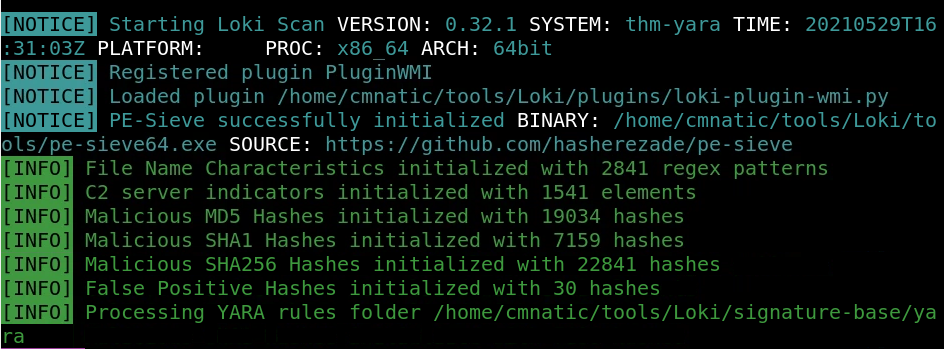 [NOTICE] Starting Loki Scan VERSION: 0.32.1 SYSTEM: thm-yara TIME: 20210529T16
:31:03Z PLATFORM:     PROC: x86_64 ARCH: 64bit
[NOTICE] Registered plugin PluginWMI
[NOTICE] Loaded plugin /home/cmnatic/tools/Loki/plugins/loki-plugin-wmi.py
[NOTICE] PE-Sieve successfully initialized BINARY: /home/cmnatic/tools/Loki/to
ols/pe-sieve64.exe SOURCE: https://github.com/hasherezade/pe-sieve
[INFO] File Name Characteristics initialized with 2841 regex patterns
[INFO] C2 server indicators initialized with 1541 elements
[INFO] Malicious MD5 Hashes initialized with 19034 hashes
[INFO] Malicious SHA1 Hashes initialized with 7159 hashes
[INFO] Malicious SHA256 Hashes initialized with 22841 hashes
[INFO] False Positive Hashes initialized with 30 hashes
[INFO] Processing YARA rules folder /home/cmnatic/tools/Loki/signature-base/ya
ra